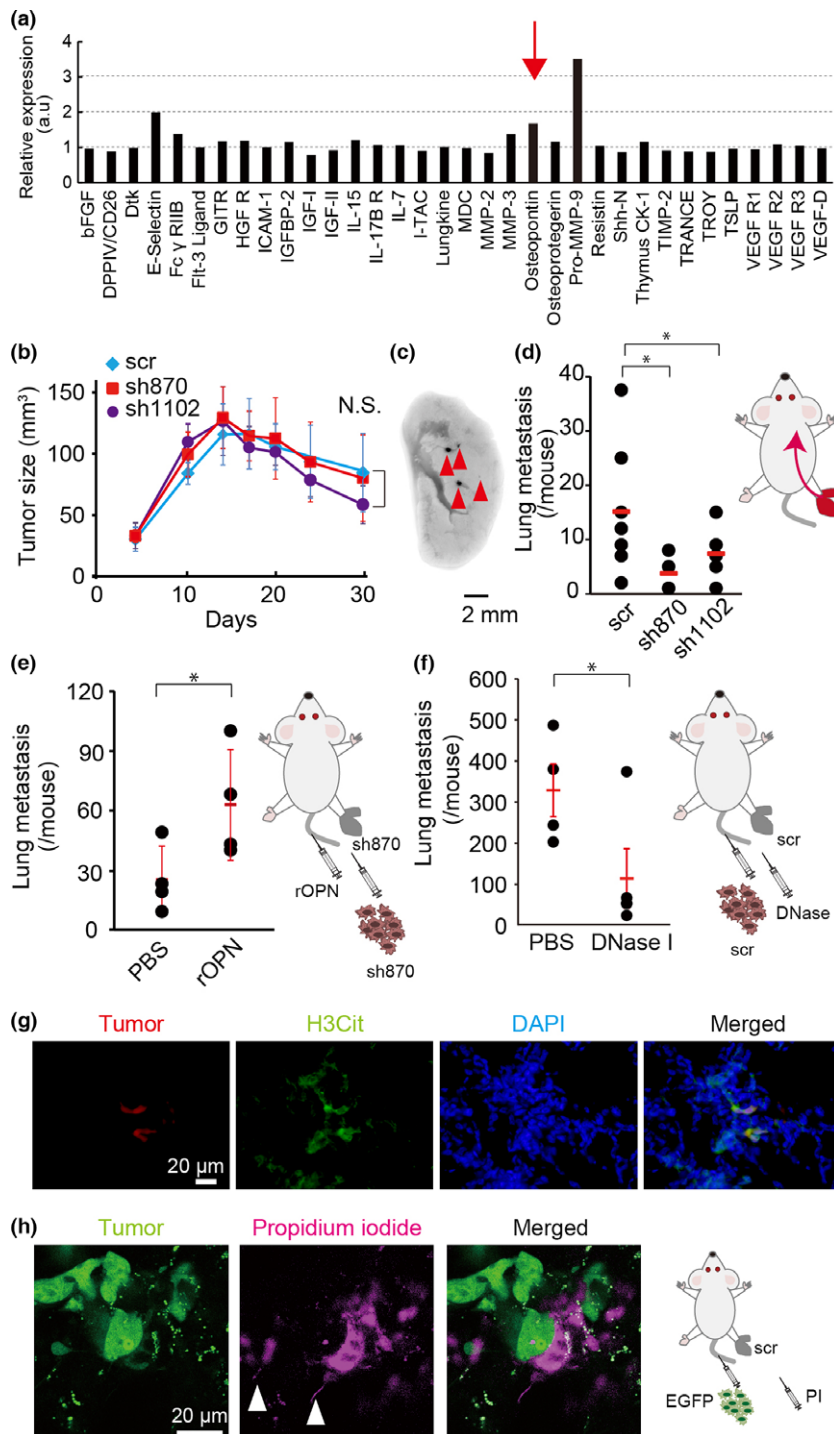 (a)
Relative expression
(a.u)
4
3
2
1
0
bFGF
DPPIV/CD26
Dtk
E-Selectin
Fc γ RIIB
Flt-3 Ligand
GITR
HGF R
ICAM-1
IGFBP-2
IGF-I
IGF-II
IL-15
IL-17B R
IL-7
I-TAC
Lungkine
MDC
MMP-2
MMP-3
Osteopontin
Osteoprotegerin
Pro-MMP-9
Resistin
Shh-N
Thymus CK-1
TIMP-2
TRANCE
TROY
TSLP
VEGF R1
VEGF R2
VEGF R3
VEGF-D
(b)
scr
sh870
sh1102
N.S.
Tumor size (mm³)
150
100
50
0
0 10 20 30
Days
(c)
2 mm
(d)
* *
Lung metastasis
(/mouse)
40
30
20
10
0
scr sh870 sh1102
(e)
*
Lung metastasis
(/mouse)
120
90
60
30
0
PBS rOPN
sh870
rOPN
sh870
(f)
*
Lung metastasis
(/mouse)
600
500
400
300
200
100
0
PBS DNase I
scr
DNase
scr
(g)
Tumor H3Cit DAPI Merged
20 µm
(h)
Tumor Propidium iodide Merged
20 µm
scr
EGFP PI